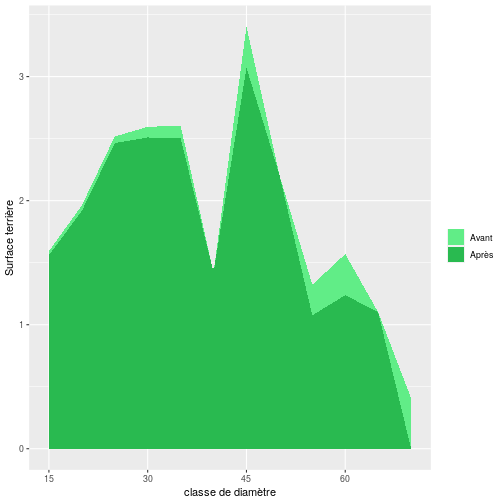 3
2
1
0
15 30 45 60
classe de diamètre
Surface terrière
Avant
Après